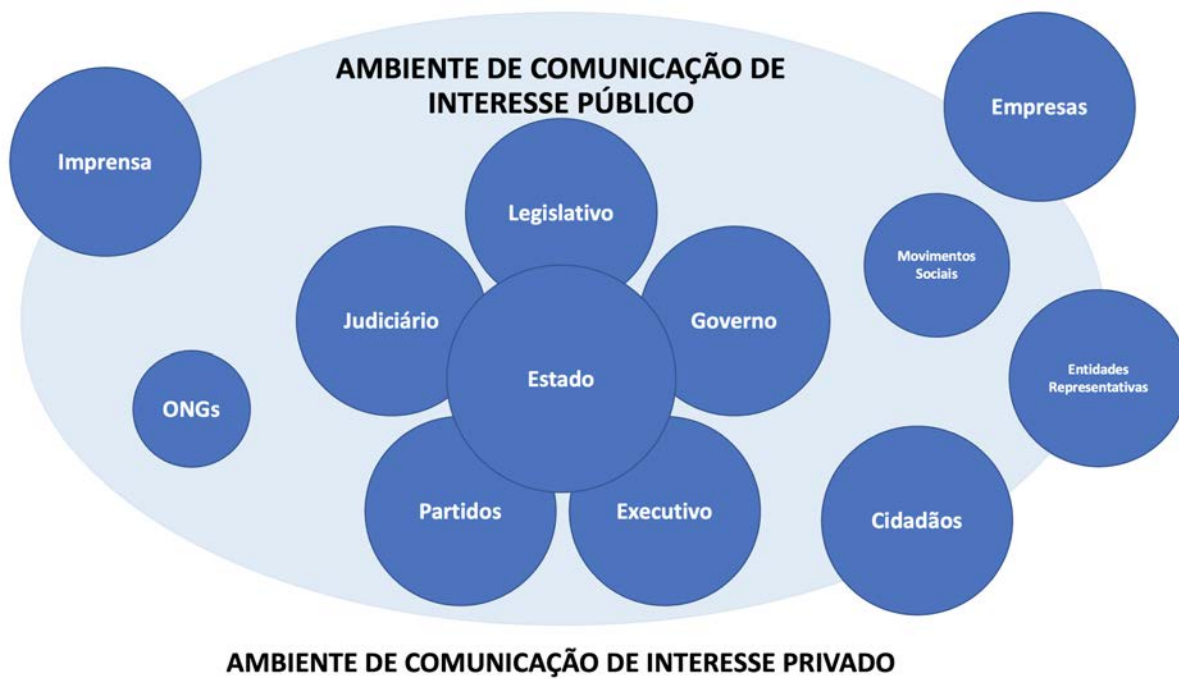 AMBIENTE DE COMUNICAÇÃO DE
INTERESSE PÚBLICO
Empresas
Imprensa
Legislativo
Movimentos
Sociais
Judiciário
Governo
Estado
Entidades
Representativas
ONGs
Partidos
Executivo
Cidadãos
AMBIENTE DE COMUNICAÇÃO DE INTERESSE PRIVADO